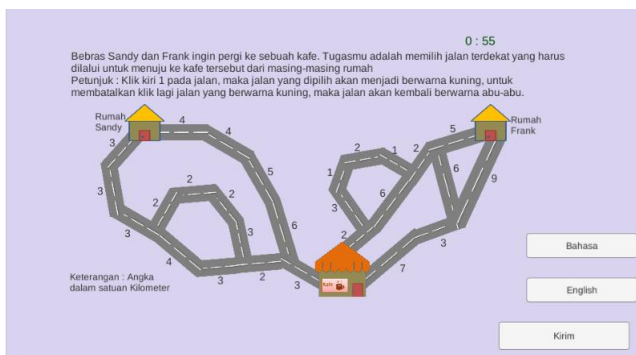 0 : 55
Bebras Sandy dan Frank ingin pergi ke sebuah kafe. Tugasmu adalah memilih jalan terdekat yang harus
dilalui untuk menuju ke kafe tersebut dari masing-masing rumah
Petunjuk : Klik kiri 1 pada jalan, maka jalan yang dipilih akan menjadi berwarna kuning, untuk
membatalkan klik lagi jalan yang berwarna kuning, maka jalan akan kembali berwarna abu-abu.
Rumah
Sandy
Rumah
Frank
4
4
5
3
2
1
2
5
3
2
2
2
3
6
1
6
6
9
3
3
3
2
4
3
2
3
7
3
Kafe
Bahasa
Keterangan : Angka
dalam satuan Kilometer
English
Kirim